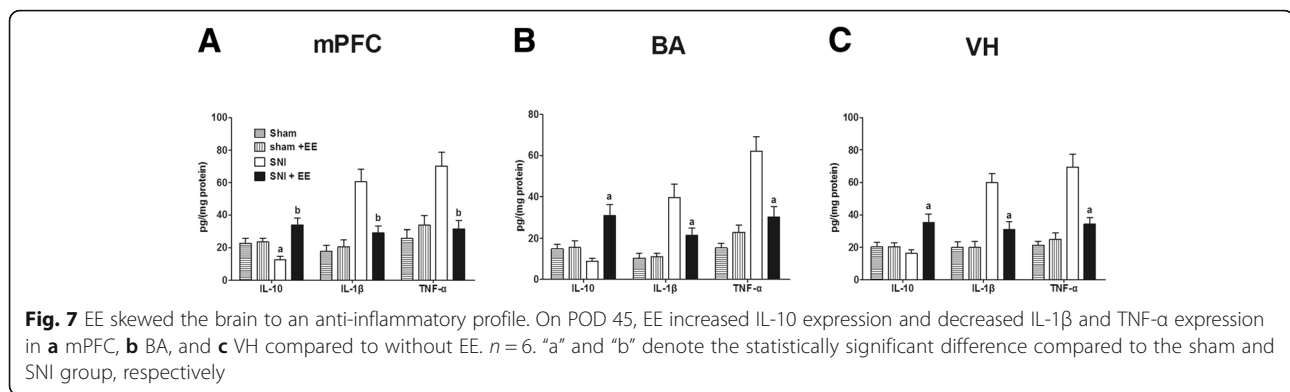 A mPFC
B BA
C VH
pg/(mg protein)
100
80
60
40
20
0
Sham
sham +EE
SNI
SNI + EE
a
b
b
b
IL-10 IL-1β TNF-α
pg/(mg protein)
80
60
40
20
0
a
a
a
IL-10 IL-1β TNF-α
pg/(mg protein)
100
80
60
40
20
0
a
a
a
IL-10 IL-1β TNF-α
Fig. 7 EE skewed the brain to an anti-inflammatory profile. On POD 45, EE increased IL-10 expression and decreased IL-1β and TNF-α expression
in a mPFC, b BA, and c VH compared to without EE. n = 6. “a” and “b” denote the statistically significant difference compared to the sham and
SNI group, respectively